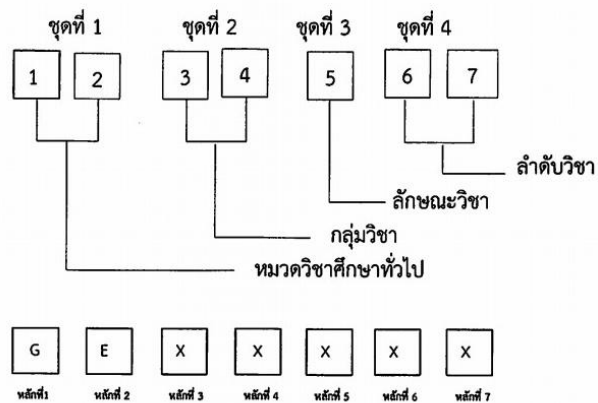 ชุดที่ 1 ชุดที่ 2 ชุดที่ 3 ชุดที่ 4
1 2 3 4 5 6 7
ลำดับวิชา
ลักษณะวิชา
กลุ่มวิชา
หมวดวิชาศึกษาทั่วไป
G E X X X X X
หลักที่1 หลักที่ 2 หลักที่ 3 หลักที่ 4 หลักที่ 5 หลักที่ 6 หลักที่ 7